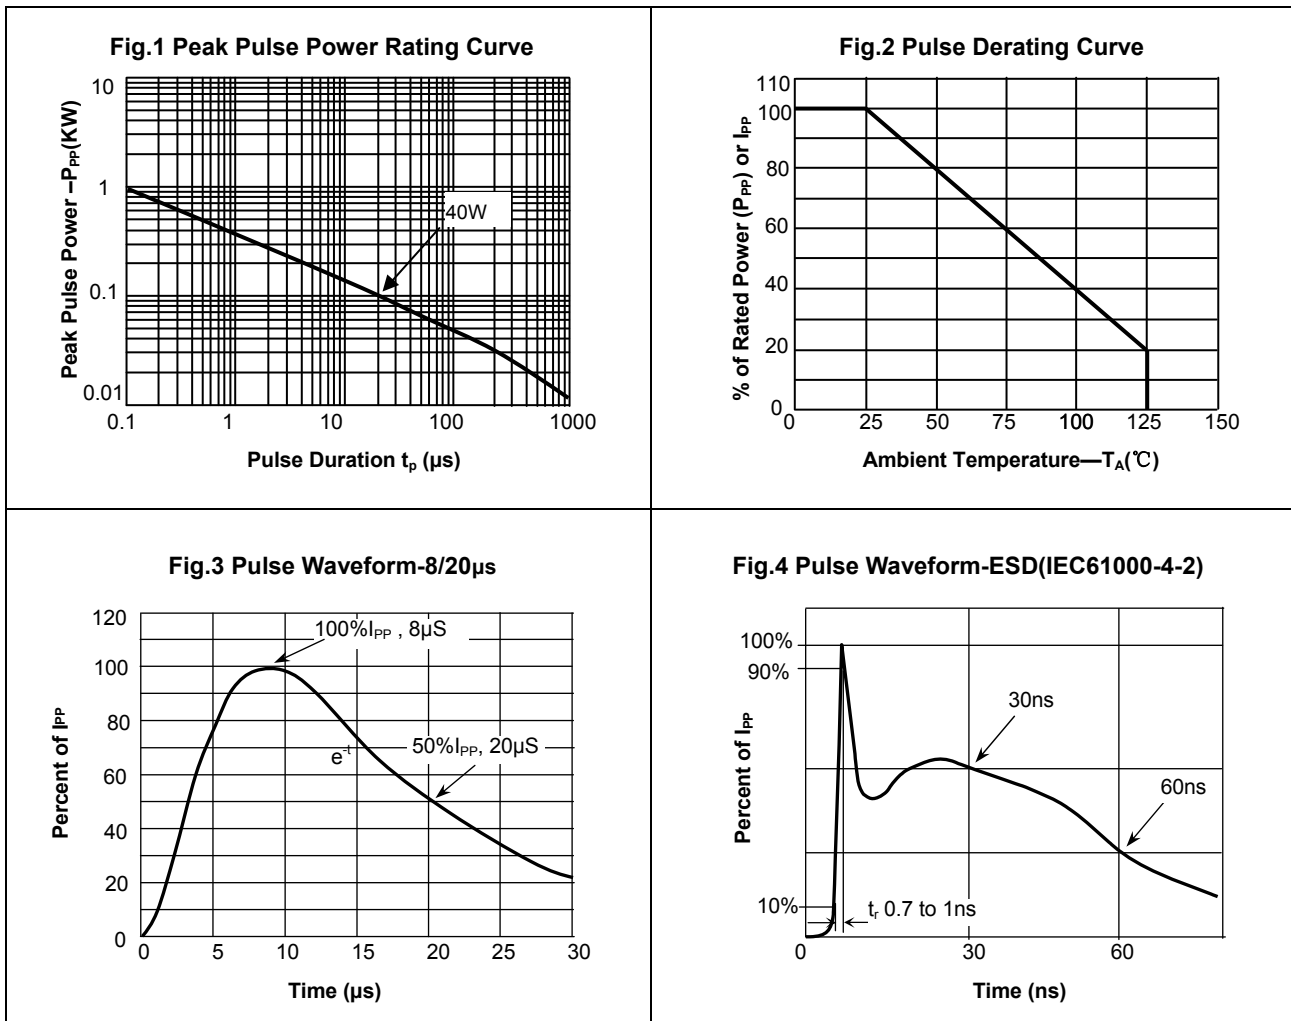 Fig.1 Peak Pulse Power Rating Curve
Peak Pulse Power –PPP(KW)
10
1
0.1
0.01
40W
0.1 1 10 100 1000
Pulse Duration tp (µs)
Fig.2 Pulse Derating Curve
% of Rated Power (PPP) or IPP
110
100
80
60
40
20
0
0 25 50 75 100 125 150
Ambient Temperature—TA(℃)
Fig.3 Pulse Waveform-8/20µs
Percent of IPP
120
100
80
60
40
20
0
100%IPP , 8µS
e-t
50%IPP, 20µS
0 5 10 15 20 25 30
Time (µs)
Fig.4 Pulse Waveform-ESD(IEC61000-4-2)
Percent of IPP
100%
90%
10%
30ns
60ns
tr 0.7 to 1ns
0 30 60
Time (ns)